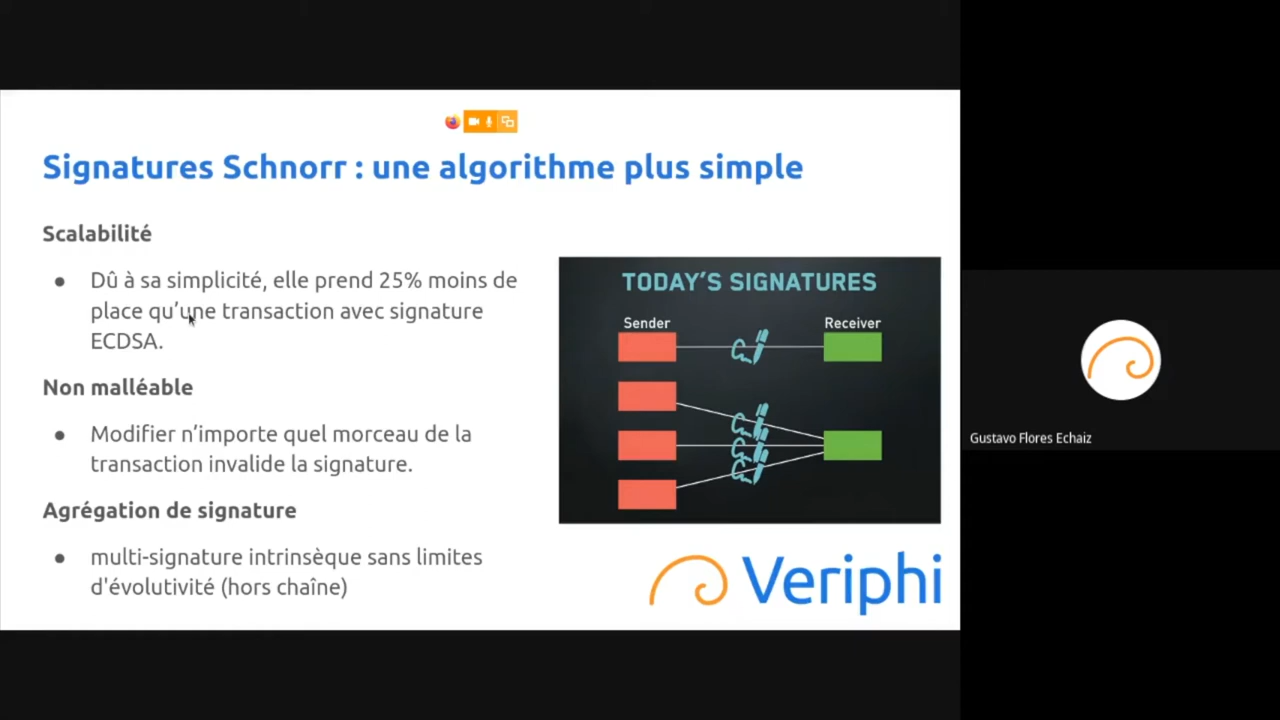 Signatures Schnorr : une algorithme plus simple
Scalabilité
● Dû à sa simplicité, elle prend 25% moins de
place qu’une transaction avec signature
ECDSA.
Non malléable
● Modifier n’importe quel morceau de la
transaction invalide la signature.
Agrégation de signature
● multi-signature intrinsèque sans limites
d'évolutivité (hors chaîne)
TODAY’S SIGNATURES
Sender Receiver
Veriphi
Gustavo Flores Echaiz